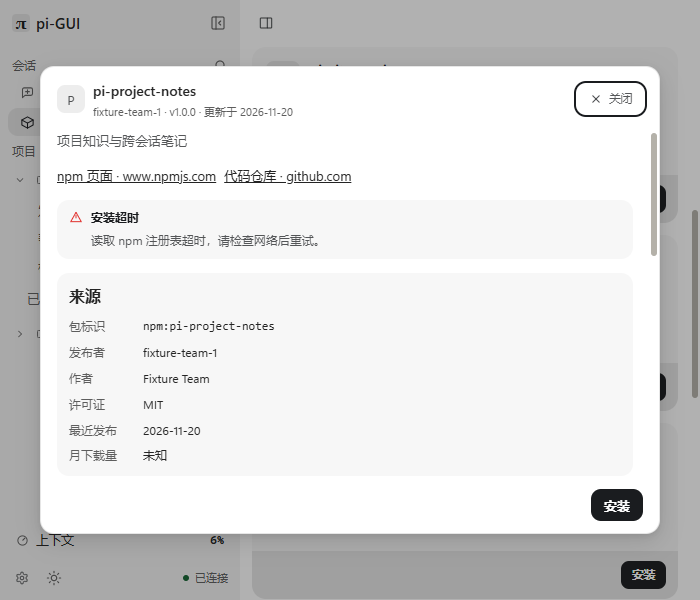 π pi-GUI
会话
项目
已
上下文 6%
已连接
P
pi-project-notes
fixture-team-1 · v1.0.0 · 更新于 2026-11-20
× 关闭
项目知识与跨会话笔记
npm 页面 · www.npmjs.com 代码仓库 · github.com
安装超时
读取 npm 注册表超时，请检查网络后重试。
来源
包标识 npm:pi-project-notes
发布者 fixture-team-1
作者 Fixture Team
许可证 MIT
最近发布 2026-11-20
月下载量 未知
安装
安装